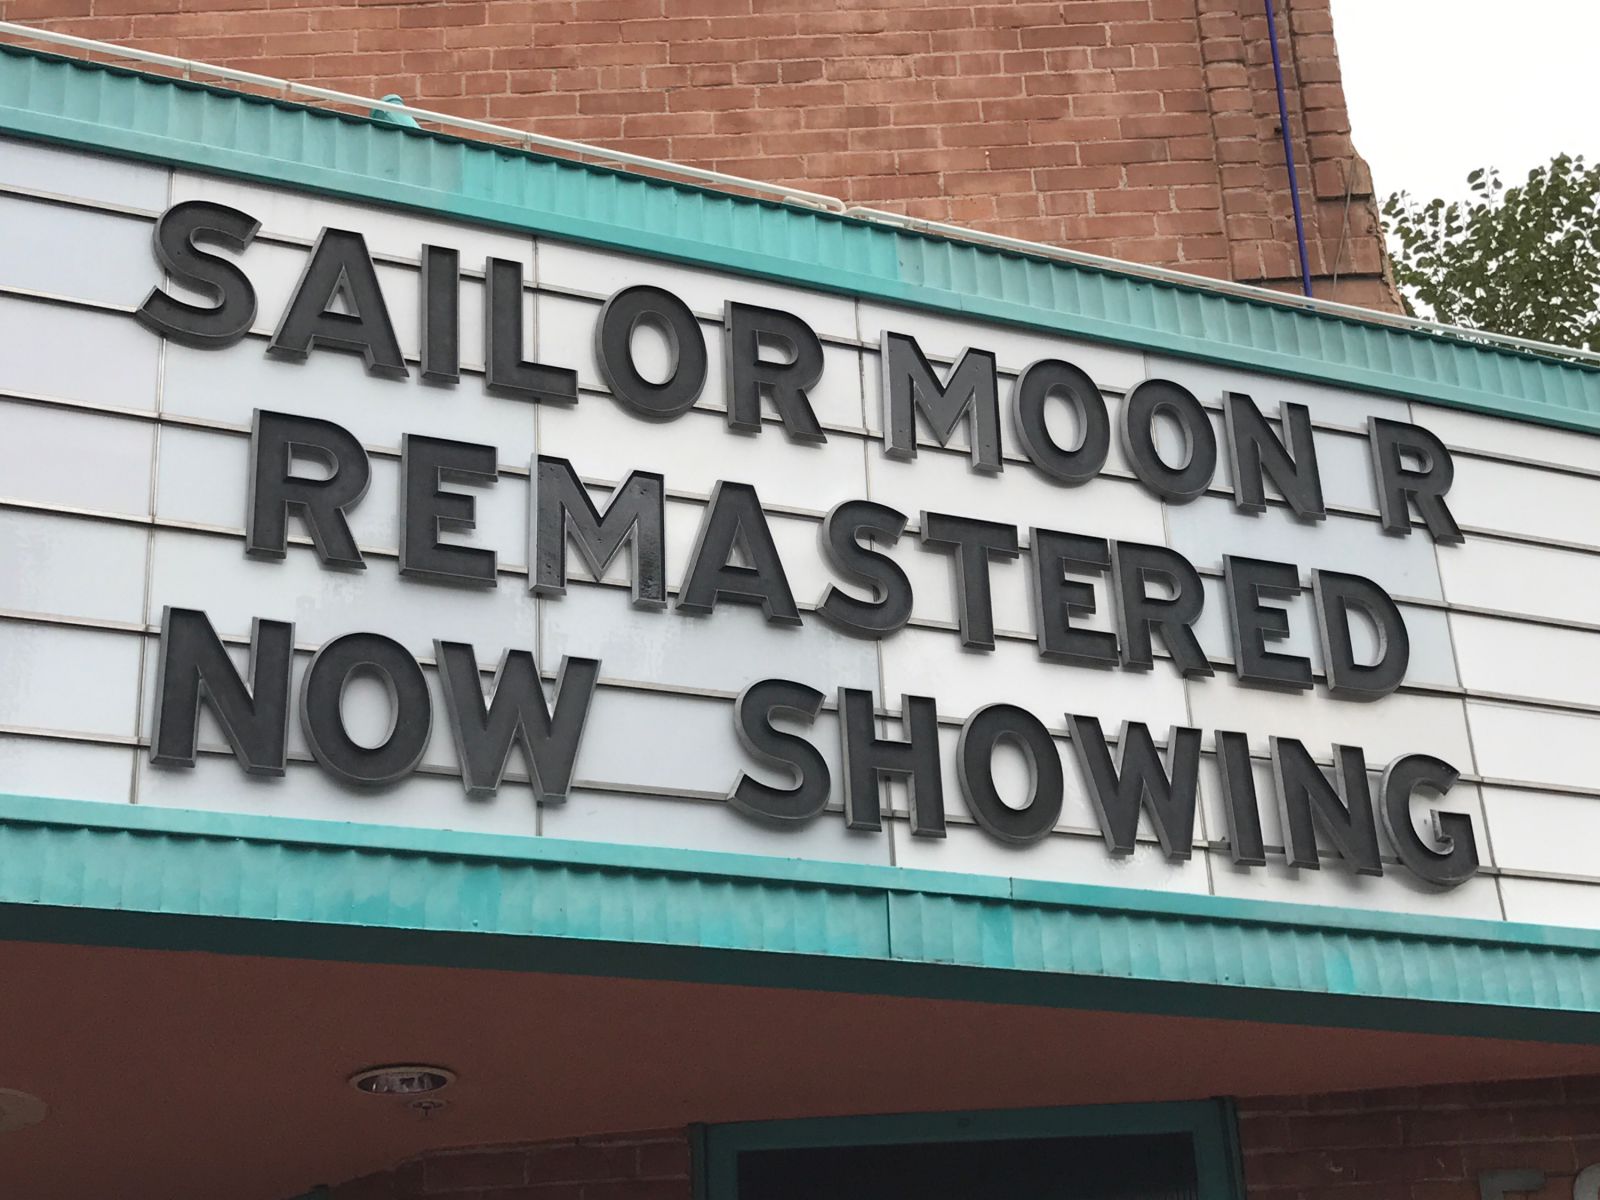 SAILOR MOON R
REMASTERED
NOW SHOWING